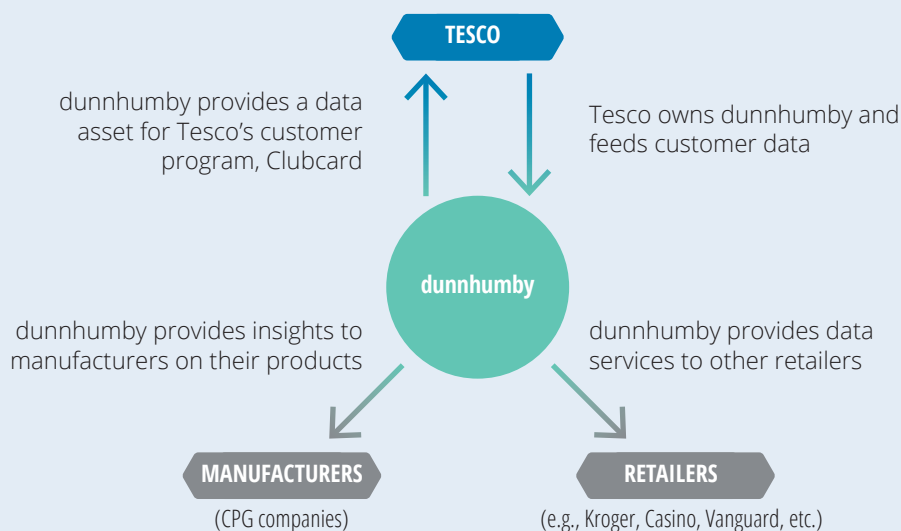 TESCO
dunnhumby provides a data
asset for Tesco’s customer
program, Clubcard
Tesco owns dunnhumby and
feeds customer data
dunnhumby
dunnhumby provides insights to
manufacturers on their products
dunnhumby provides data
services to other retailers
MANUFACTURERS
(CPG companies)
RETAILERS
(e.g., Kroger, Casino, Vanguard, etc.)